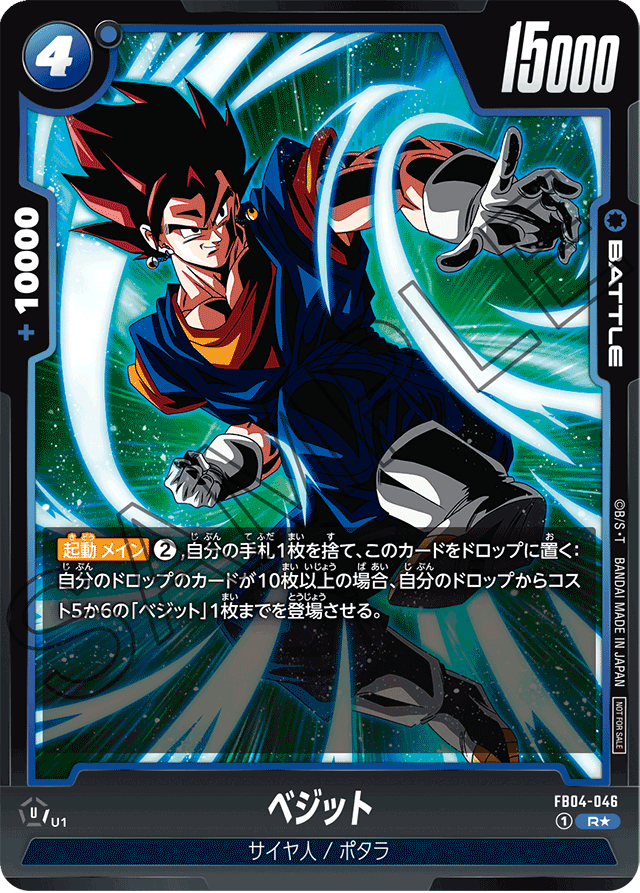 4
15000
+10000
BATTLE
SAMPLE
起動 メイン ②,自分の手札1枚を捨て、このカードをドロップに置く:
自分のドロップのカードが10枚以上の場合、自分のドロップからコス
ト5か6の「ベジット」1枚までを登場させる。
©B/S・T BANDAI MADE IN JAPAN
NOT FOR SALE
ベジット
FB04-046
U U1
① R★
サイヤ人 / ポタラ